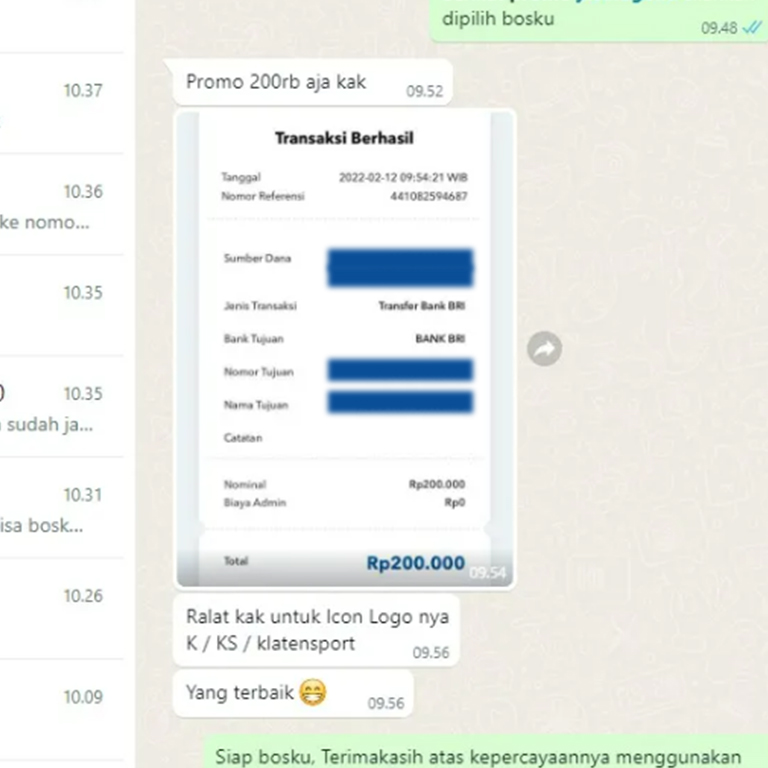 dipilih bosku
09.48
10.37
Promo 200rb aja kak
09.52
Transaksi Berhasil
Tanggal 2022-02-12 09:54:21 WIB
Nomor Referensi 441082594687
10.36
ke nomo...
Sumber Dana
10.35
Jenis Transaksi Transfer Bank BRI
Bank Tujuan BANK BRI
Nomor Tujuan
10.35
Nama Tujuan
sudah ja...
Catatan
10.31
Nominal Rp200.000
Biaya Admin Rp0
isa bosk...
Total Rp200.000
09.54
10.26
Ralat kak untuk Icon Logo nya
K / KS / klatensport
09.56
10.09
Yang terbaik 😁
09.56
Siap bosku, Terimakasih atas kepercayaannya menggunakan